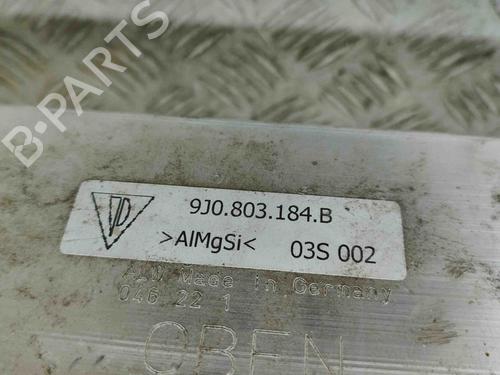 B-PARTS
9J0.803.184.B
>AlMgSi< 03S 002
Made in Germany
046 22 1
OBEN